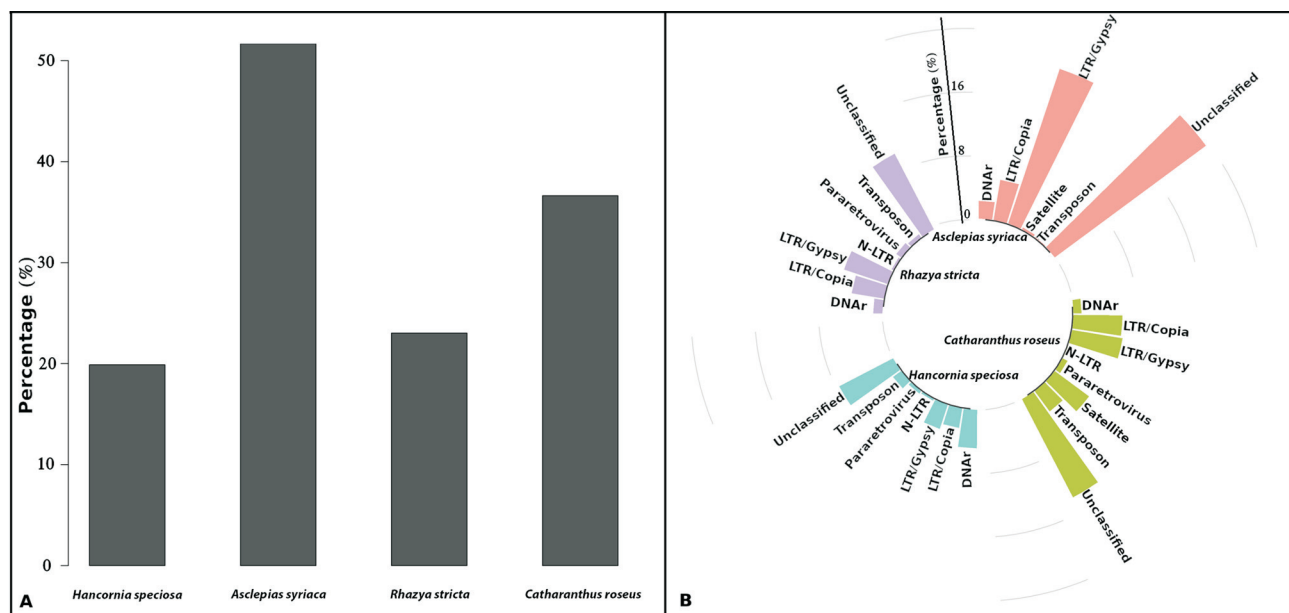 Percentage (%)
50
40
30
20
10
0
Hancornia speciosa
Asclepias syriaca
Rhazya stricta
Catharanthus roseus
A
Percentage (%)
16
8
0
DNAr
LTR/Copia
LTR/Gypsy
Satellite
Transposon
Unclassified
Asclepias syriaca
Unclassified
Transposon
Pararetrovirus
N-LTR
LTR/Gypsy
LTR/Copia
DNAr
Rhazya stricta
DNAr
LTR/Copia
LTR/Gypsy
N-LTR
Pararetrovirus
Satellite
Transposon
Unclassified
Catharanthus roseus
Hancornia speciosa
Unclassified
Transposon
Pararetrovirus
N-LTR
LTR/Gypsy
LTR/Copia
DNAr
B